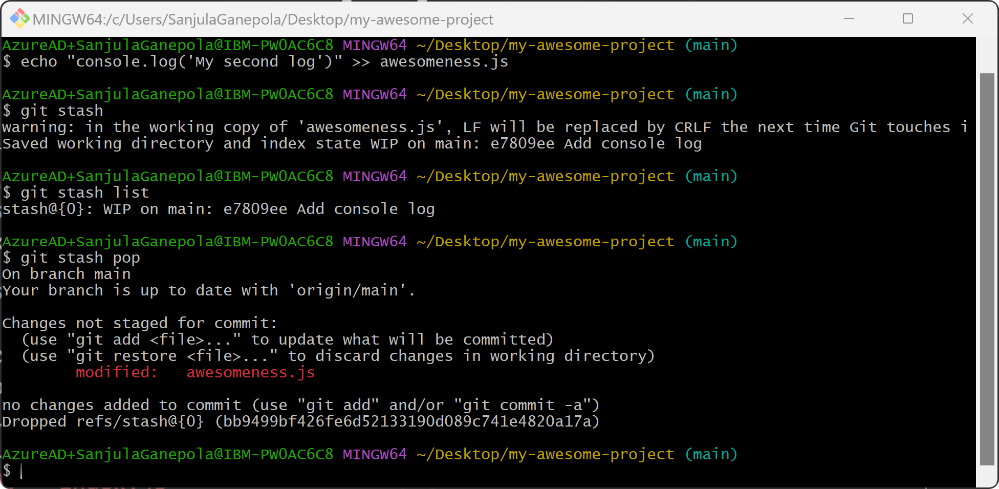 MINGW64:/c/Users/SanjulaGanepola/Desktop/my-awesome-project
AzureAD+SanjulaGanepola@IBM-PW0AC6C8 MINGW64 ~/Desktop/my-awesome-project (main)
$ echo "console.log('My second log')" >> awesomeness.js
AzureAD+SanjulaGanepola@IBM-PW0AC6C8 MINGW64 ~/Desktop/my-awesome-project (main)
$ git stash
warning: in the working copy of 'awesomeness.js', LF will be replaced by CRLF the next time Git touches i
Saved working directory and index state WIP on main: e7809ee Add console log
AzureAD+SanjulaGanepola@IBM-PW0AC6C8 MINGW64 ~/Desktop/my-awesome-project (main)
$ git stash list
stash@{0}: WIP on main: e7809ee Add console log
AzureAD+SanjulaGanepola@IBM-PW0AC6C8 MINGW64 ~/Desktop/my-awesome-project (main)
$ git stash pop
On branch main
Your branch is up to date with 'origin/main'.
Changes not staged for commit:
  (use "git add <file>..." to update what will be committed)
  (use "git restore <file>..." to discard changes in working directory)
        modified:   awesomeness.js
no changes added to commit (use "git add" and/or "git commit -a")
Dropped refs/stash@{0} (bb9499bf426fe6d52133190d089c741e4820a17a)
AzureAD+SanjulaGanepola@IBM-PW0AC6C8 MINGW64 ~/Desktop/my-awesome-project (main)
$